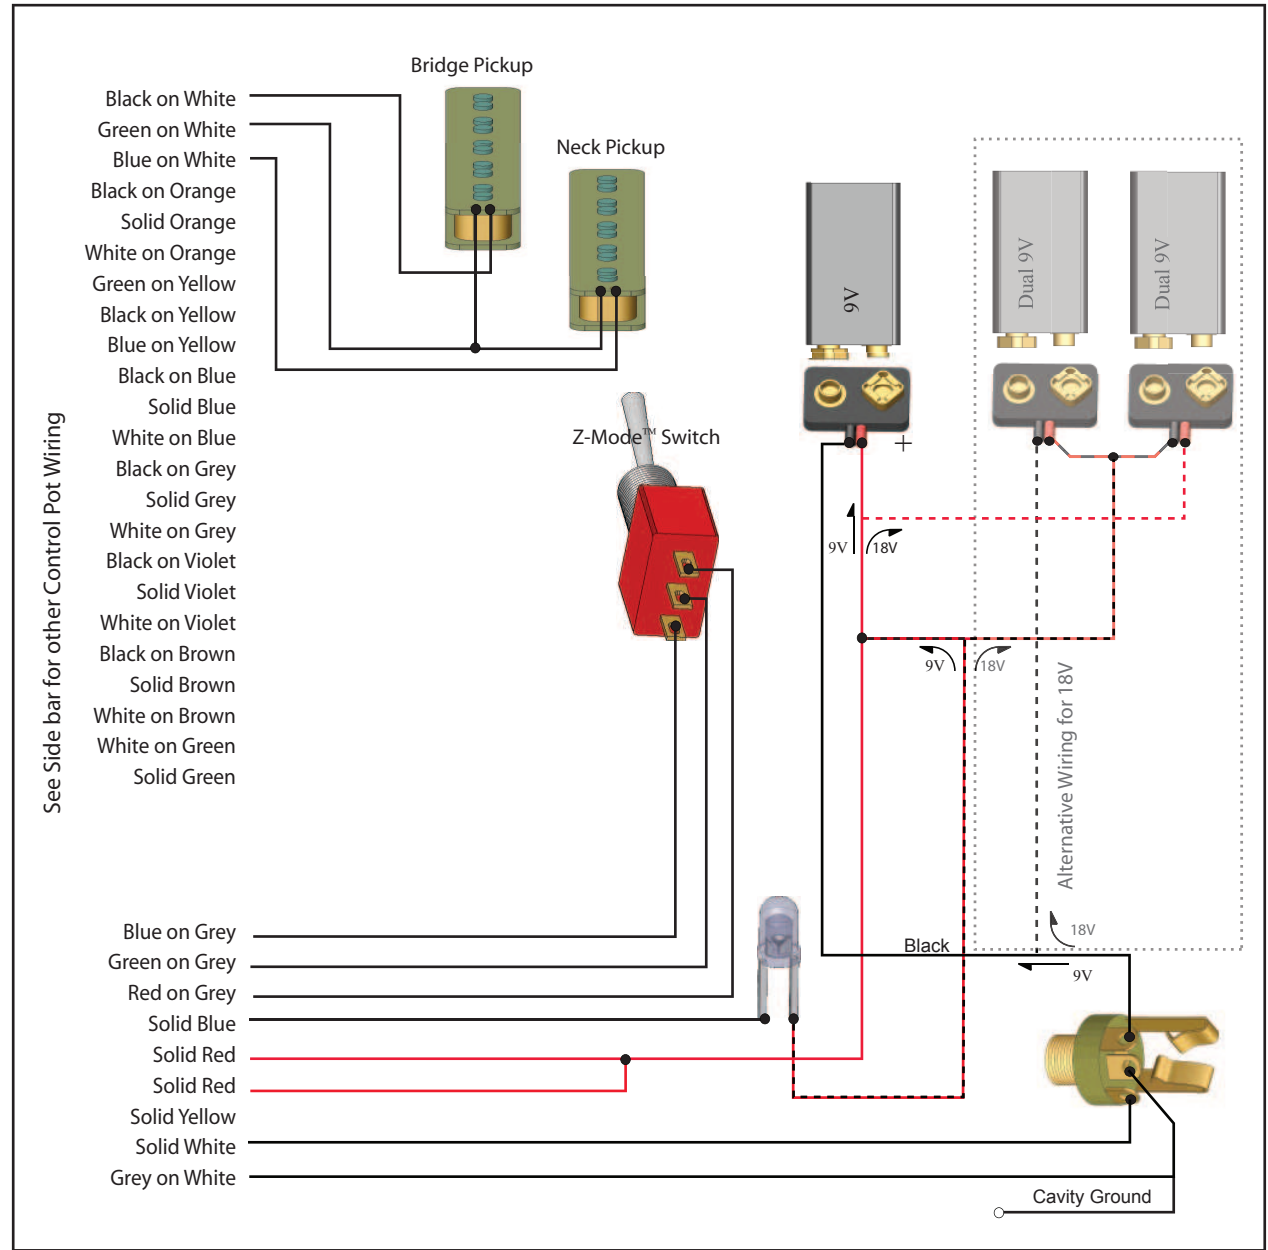 Bridge Pickup
Neck Pickup
Black on White
Green on White
Blue on White
Black on Orange
Solid Orange
White on Orange
Green on Yellow
Black on Yellow
Blue on Yellow
Black on Blue
Solid Blue
White on Blue
Black on Grey
Solid Grey
White on Grey
Black on Violet
Solid Violet
White on Violet
Black on Brown
Solid Brown
White on Brown
White on Green
Solid Green
See Side bar for other Control Pot Wiring
Blue on Grey
Green on Grey
Red on Grey
Solid Blue
Solid Red
Solid Red
Solid Yellow
Solid White
Grey on White
Z-Mode™ Switch
9V
Dual 9V
Dual 9V
+
9V
18V
9V
18V
Alternative Wiring for 18V
18V
Black
9V
Cavity Ground